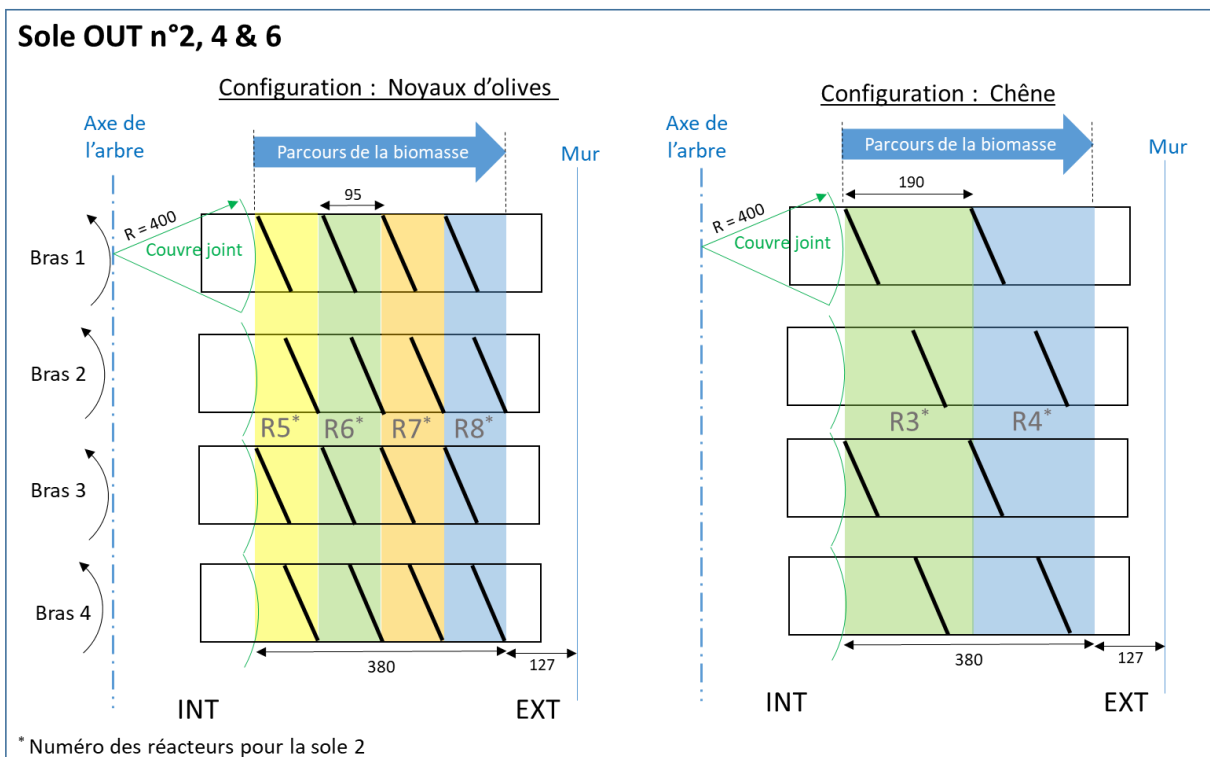 Sole OUT n°2, 4 & 6
Configuration : Noyaux d'olives
Axe de
l'arbre
Parcours de la biomasse
Mur
95
R = 400
Couvre joint
Bras 1
Bras 2
R5* R6* R7* R8*
Bras 3
Bras 4
380
127
INT
EXT
Configuration : Chêne
Axe de
l'arbre
Parcours de la biomasse
Mur
190
R = 400
Couvre joint
R3* R4*
380
127
INT
EXT
* Numéro des réacteurs pour la sole 2